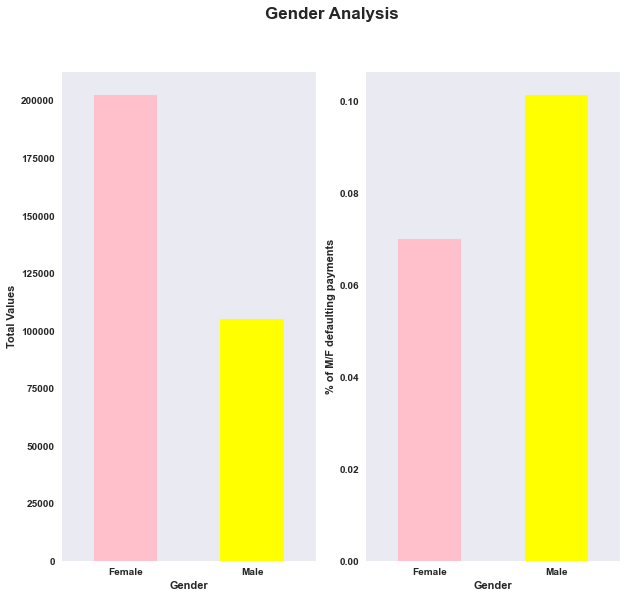 Gender Analysis
Total Values
200000
175000
150000
125000
100000
75000
50000
25000
0
Female
Male
Gender
% of M/F defaulting payments
0.10
0.08
0.06
0.04
0.02
0.00
Female
Male
Gender